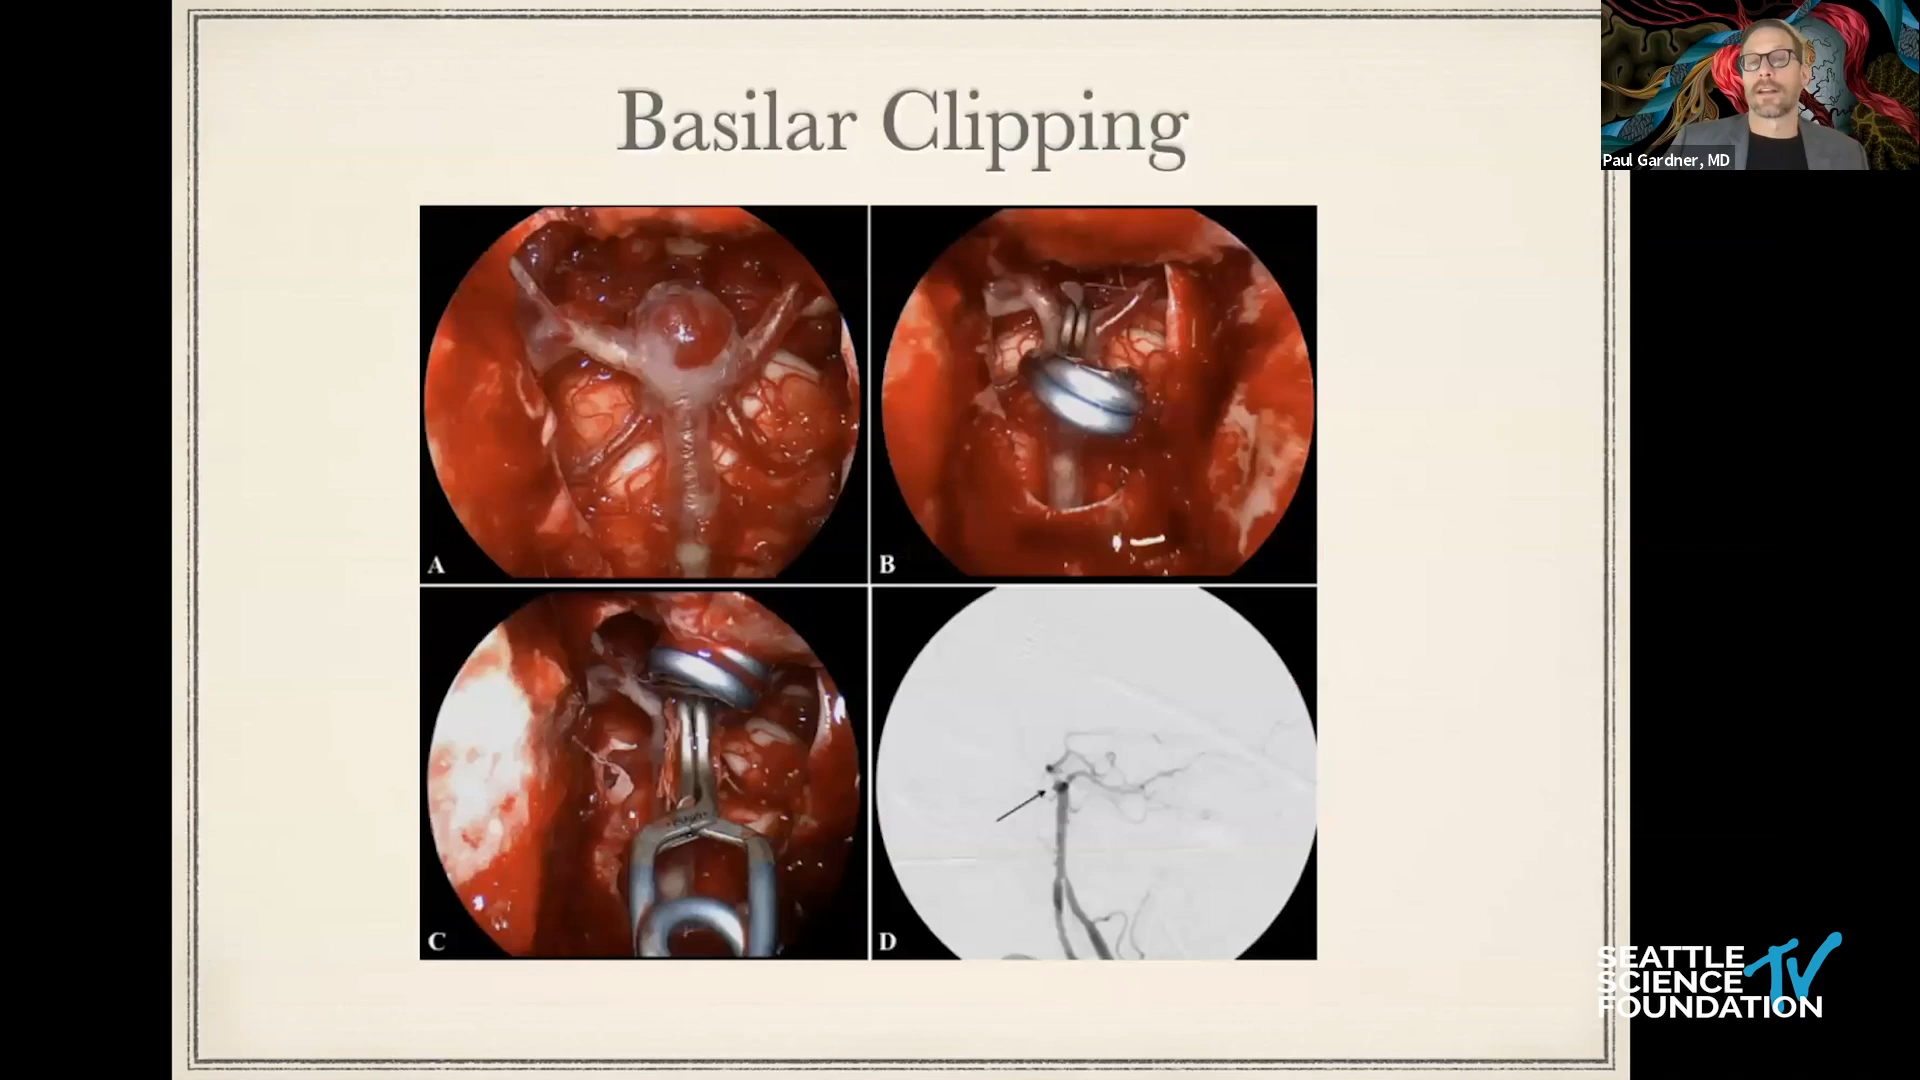 Basilar Clipping
Paul Gardner, MD
A
B
C
D
SEATTLE
SCIENCE
FOUNDATION
TV